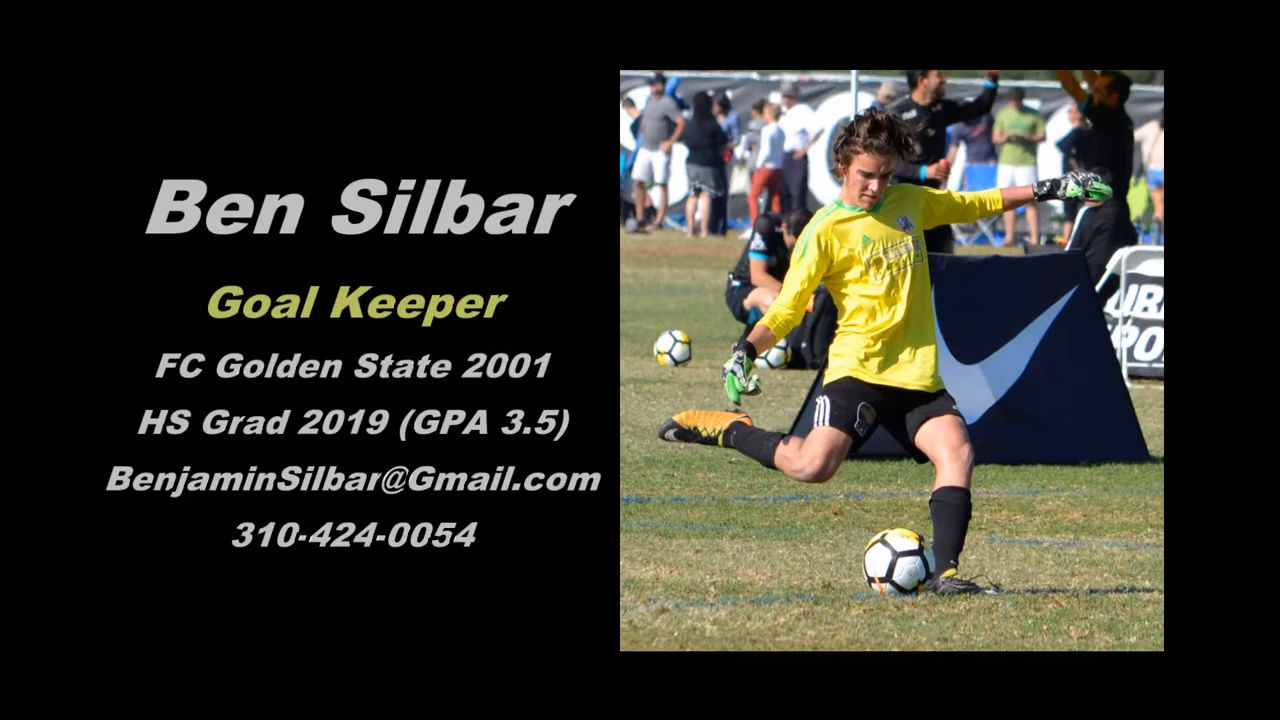 Ben Silbar
Goal Keeper
FC Golden State 2001
HS Grad 2019 (GPA 3.5)
BenjaminSilbar@Gmail.com
310-424-0054